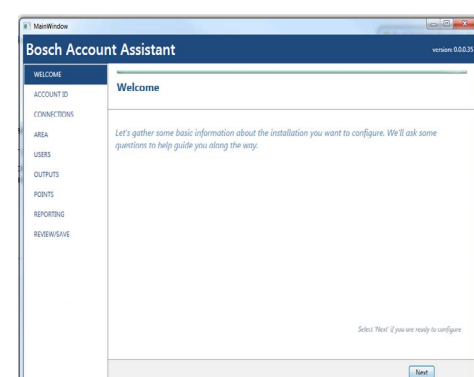 MainWindow
Bosch Account Assistant
version: 0.0.0.35
WELCOME
ACCOUNT ID
CONNECTIONS
AREA
USERS
OUTPUTS
POINTS
REPORTING
REVIEW/SAVE
Welcome
Let's gather some basic information about the installation you want to configure. We'll ask some
questions to help guide you along the way.
Select 'Next' if you are ready to configure
Next